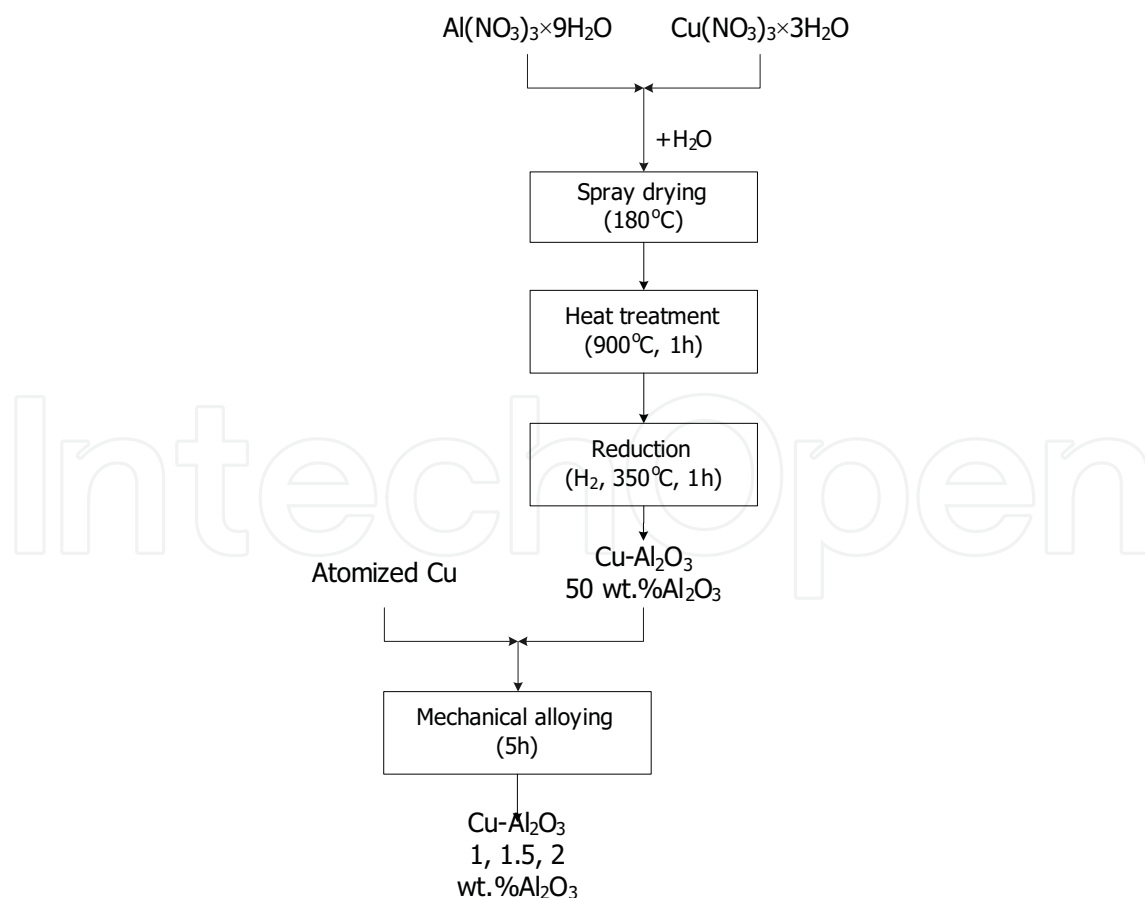 Al(NO₃)₃×9H₂O
Cu(NO₃)₃×3H₂O
+H₂O
Spray drying
(180°C)
Heat treatment
(900°C, 1h)
Reduction
(H₂, 350°C, 1h)
IntechOpen
Cu-Al₂O₃
50 wt.%Al₂O₃
Atomized Cu
Mechanical alloying
(5h)
Cu-Al₂O₃
1, 1.5, 2
wt.%Al₂O₃